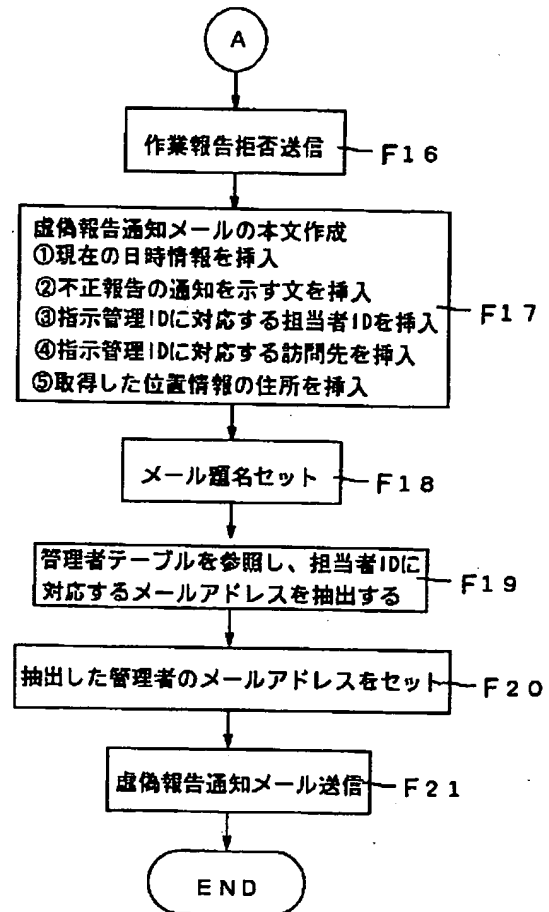 A
作業報告拒否送信
F16
虚偽報告通知メールの本文作成
①現在の日時情報を挿入
②不正報告の通知を示す文を挿入
③指示管理IDに対応する担当者IDを挿入
④指示管理IDに対応する訪問先を挿入
⑤取得した位置情報の住所を挿入
F17
メール題名セット
F18
管理者テーブルを参照し、担当者IDに
対応するメールアドレスを抽出する
F19
抽出した管理者のメールアドレスをセット
F20
虚偽報告通知メール送信
F21
END